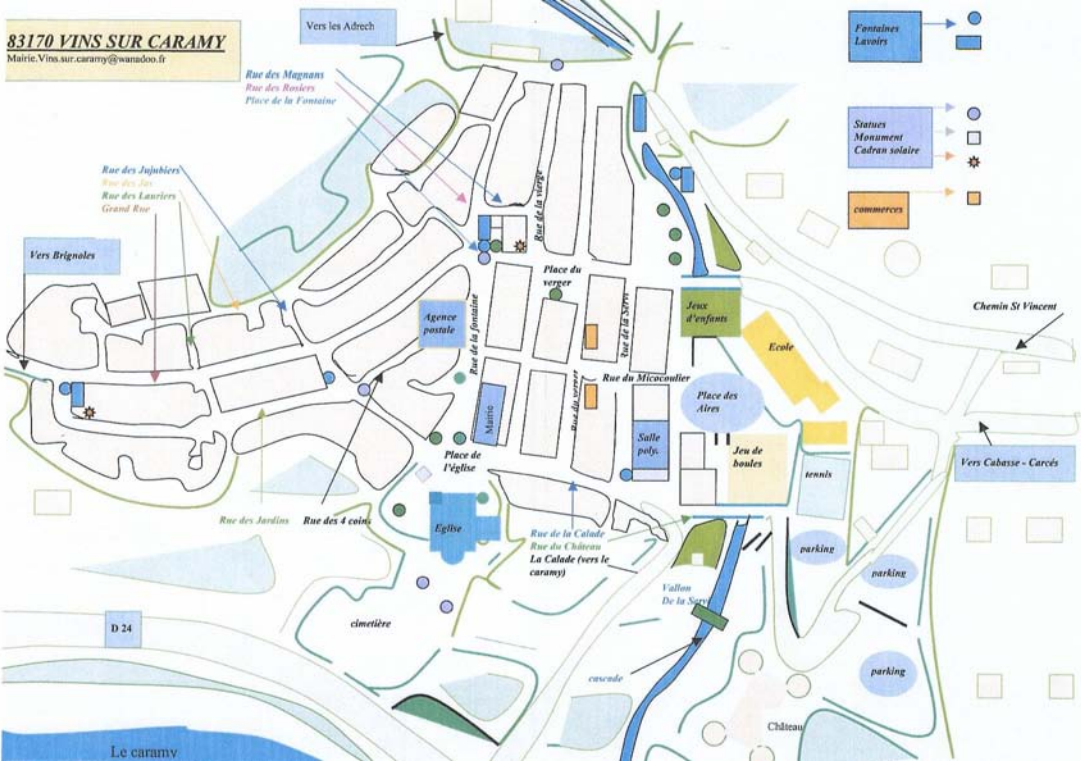 83170 VINS SUR CARAMY
Mairie.Vins.sur.caramy@wanadoo.fr
Vers les Adrech
Fontaines
Lavoirs
Rue des Magnans
Rue des Rosiers
Place de la Fontaine
Statues
Monument
Cadran solaire
Rue des Jujubiers
Rue des Jas
Rue des Lauriers
Grand Rue
commerces
Rue de la vierge
Vers Brignoles
Place du
verger
Chemin St Vincent
Agence
postale
Rue de la fontaine
Rue de la Servi
Jeux
d'enfants
Ecole
Rue du Micocoulier
Rue du verger
Place des
Aires
Mairie
Salle
poly.
Jeu de
boules
Place de
l'église
Vers Cabasse - Carcés
tennis
Rue des Jardins
Rue des 4 coins
Eglise
Rue de la Calade
Rue du Château
La Calade (vers le
caramy)
parking
parking
Vallon
De la Servi
D 24
cimetière
cascade
parking
Château
Le caramy